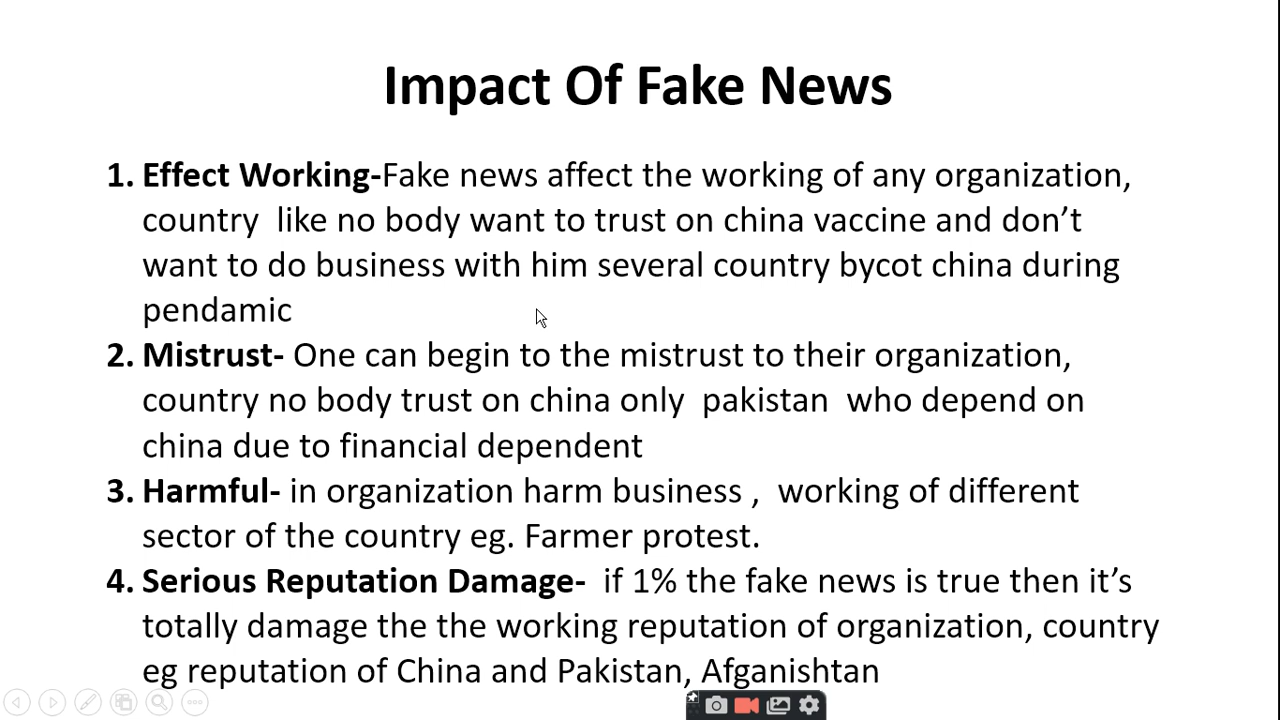 Impact Of Fake News
1. Effect Working-Fake news affect the working of any organization,
country like no body want to trust on china vaccine and don’t
want to do business with him several country bycot china during
pendamic
2. Mistrust- One can begin to the mistrust to their organization,
country no body trust on china only pakistan who depend on
china due to financial dependent
3. Harmful- in organization harm business , working of different
sector of the country eg. Farmer protest.
4. Serious Reputation Damage- if 1% the fake news is true then it’s
totally damage the the working reputation of organization, country
eg reputation of China and Pakistan, Afganishtan